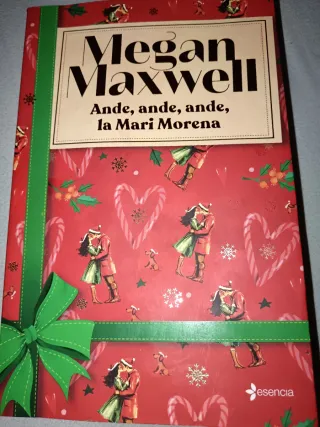 Megan
Maxwell
Ande, ande, ande,
la Mari Morena
esencia